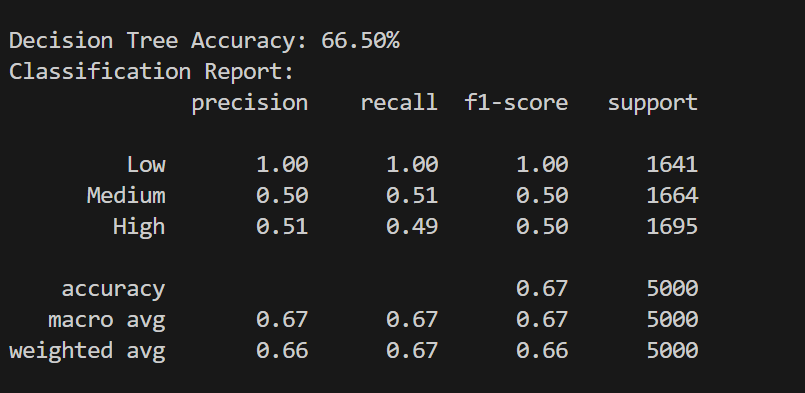 Decision Tree Accuracy: 66.50%
Classification Report:
precision recall f1-score support
Low 1.00 1.00 1.00 1641
Medium 0.50 0.51 0.50 1664
High 0.51 0.49 0.50 1695
accuracy 0.67 5000
macro avg 0.67 0.67 0.67 5000
weighted avg 0.66 0.67 0.66 5000